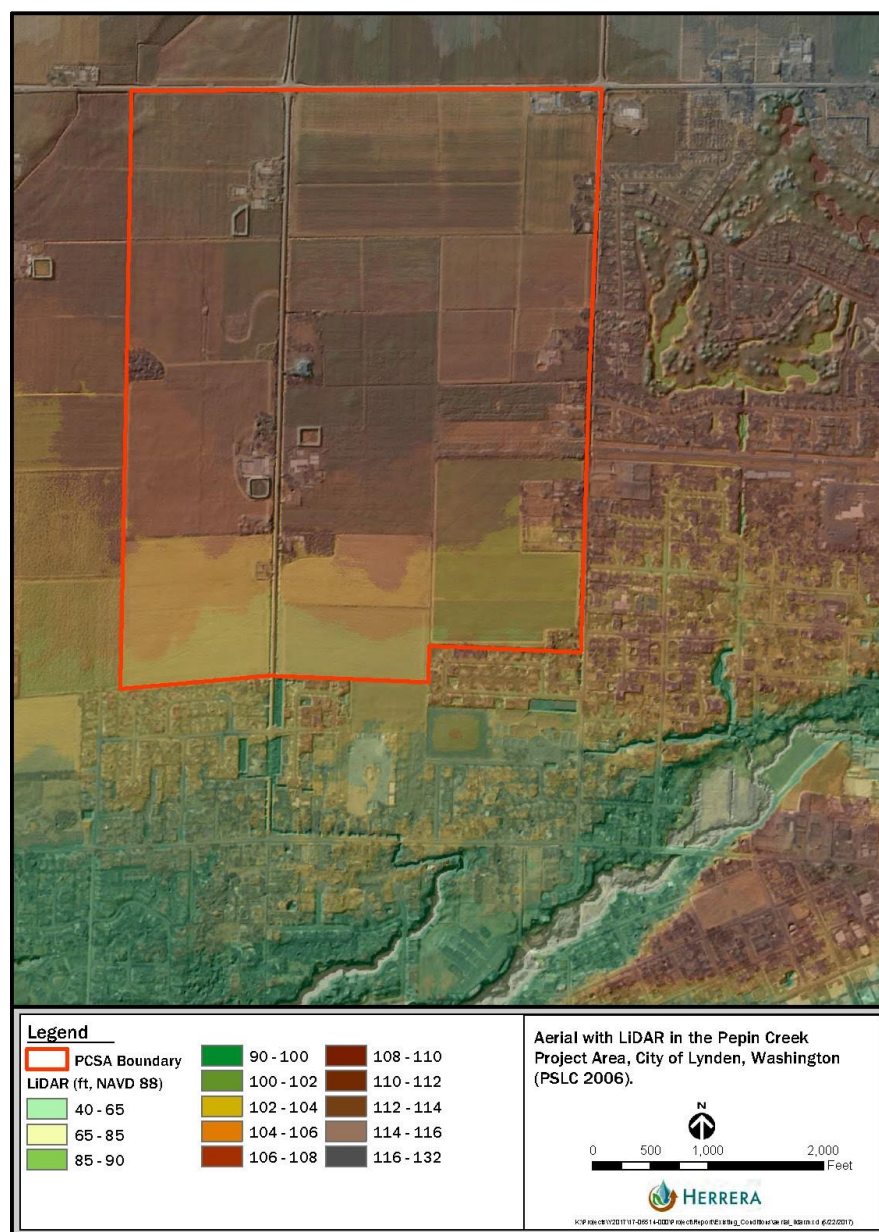 Legend
PCSA Boundary
LiDAR (ft, NAVD 88)
40 - 65
65 - 85
85 - 90
90 - 100
100 - 102
102 - 104
104 - 106
106 - 108
108 - 110
110 - 112
112 - 114
114 - 116
116 - 132
Aerial with LiDAR in the Pepin Creek
Project Area, City of Lynden, Washington
(PSLC 2006).
N
0 500 1,000 2,000
Feet
HERRERA